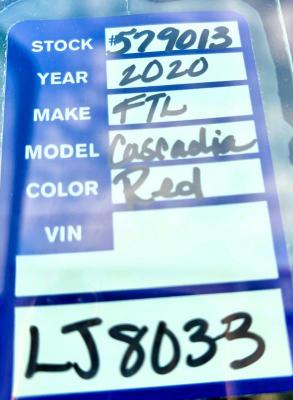 STOCK #579013
YEAR 2020
MAKE FTL
MODEL Cascadia
COLOR Red
VIN
LJ8033